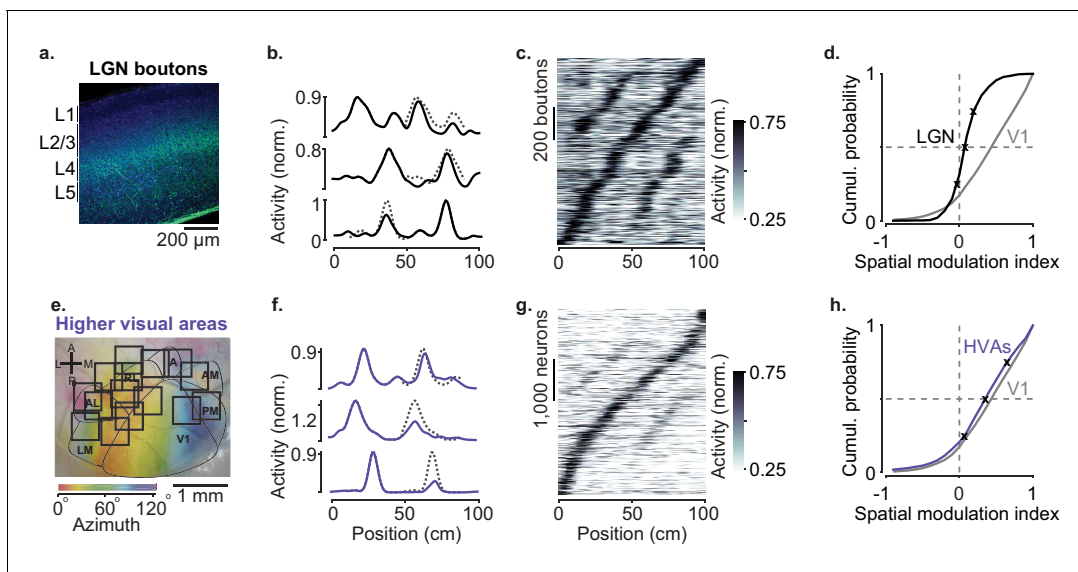 a.
LGN boutons
L1
L2/3
L4
L5
200 µm
b.
Activity (norm.)
0.9
0.8
1
0
0
50
100
c.
200 boutons
0
50
100
Activity (norm.)
0.75
0.25
d.
Cumul. probability
1
0
LGN
V1
-1
0
1
Spatial modulation index
e.
Higher visual areas
A
L
M
A
AM
AL
PM
V1
LM
0°
60°
120°
1 mm
Azimuth
f.
Activity (norm.)
0.9
1.2
0.9
0
50
100
Position (cm)
g.
1,000 neurons
0
50
100
Position (cm)
Activity (norm.)
0.75
0.25
h.
Cumul. probability
1
0
HVAs
V1
-1
0
1
Spatial modulation index